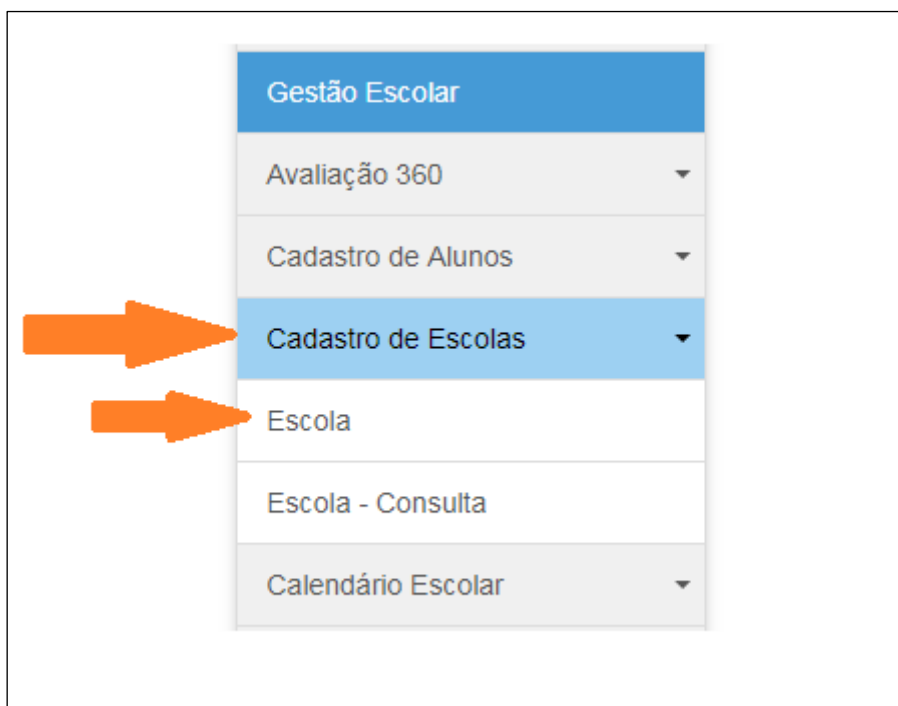 Gestão Escolar
Avaliação 360
Cadastro de Alunos
Cadastro de Escolas
Escola
Escola - Consulta
Calendário Escolar